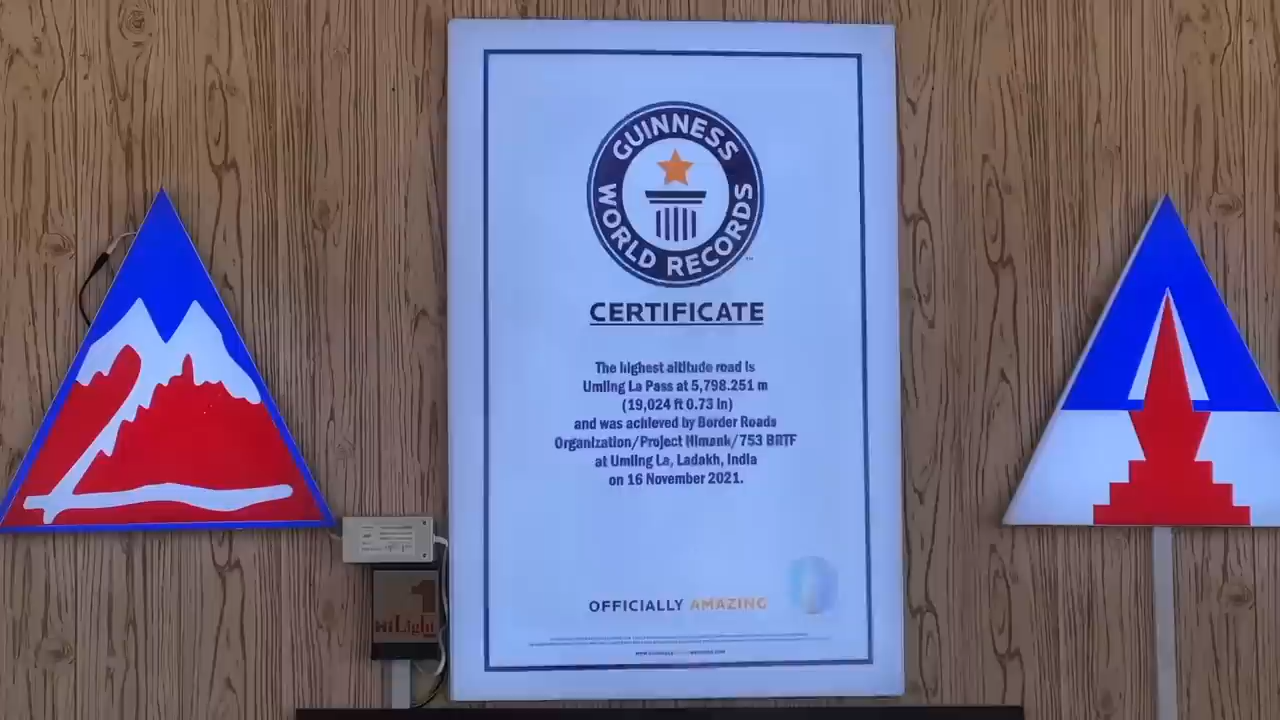 GUINNESS
WORLD RECORDS
CERTIFICATE
The highest altitude road is
Umling La Pass at 5,798.251 m
(19,024 ft 0.73 in)
and was achieved by Border Roads
Organization/Project Himank/753 BRTF
at Umling La, Ladakh, India
on 16 November 2021.
OFFICIALLY AMAZING
1
HiLight